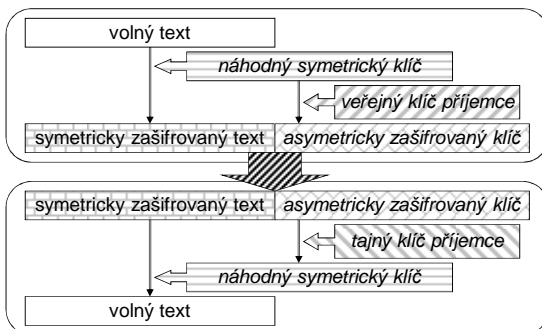 volný text
náhodný symetrický klíč
veřejný klíč příjemce
symetricky zašifrovaný text asymetricky zašifrovaný klíč
symetricky zašifrovaný text asymetricky zašifrovaný klíč
tajný klíč příjemce
náhodný symetrický klíč
volný text